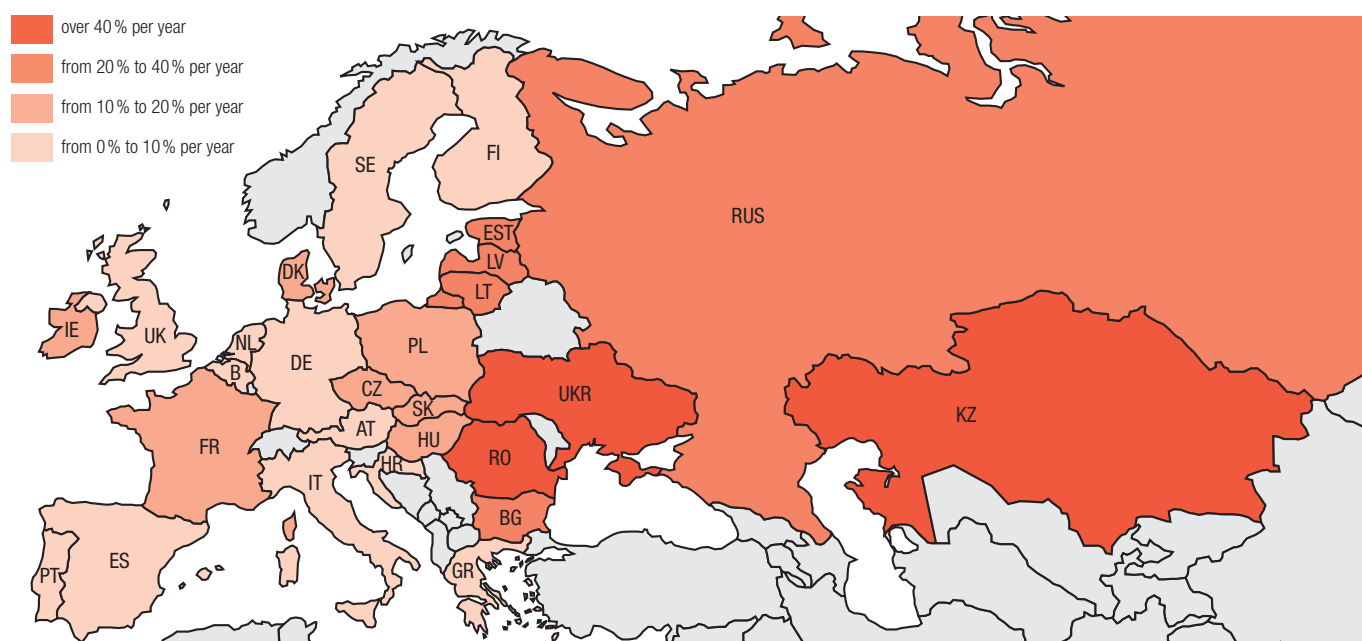 over 40 % per year
from 20 % to 40 % per year
from 10 % to 20 % per year
from 0 % to 10 % per year
SE
FI
RUS
EST
LV
DK
LT
IE
UK
NL
DE
PL
B
CZ
UKR
SK
KZ
AT
HU
FR
RO
HR
IT
BG
PT
ES
GR